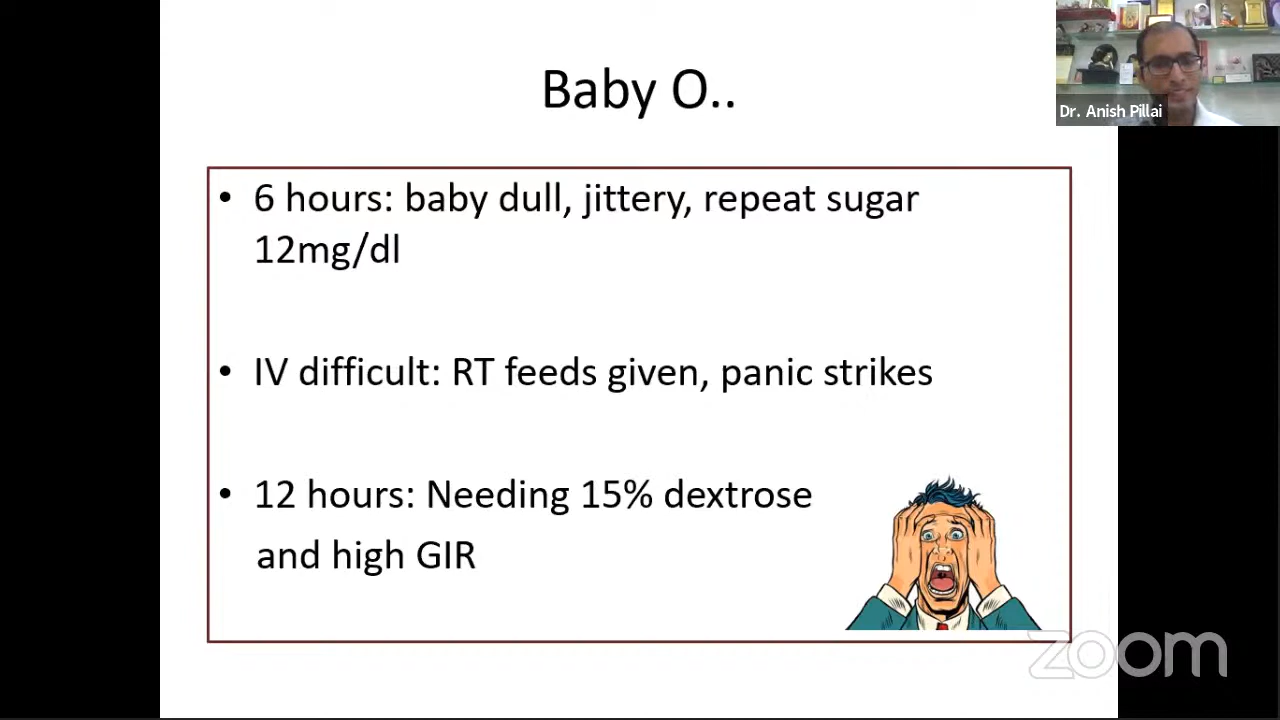 Baby O..
Dr. Anish Pillai
• 6 hours: baby dull, jittery, repeat sugar
12mg/dl
• IV difficult: RT feeds given, panic strikes
• 12 hours: Needing 15% dextrose
and high GIR
zoom